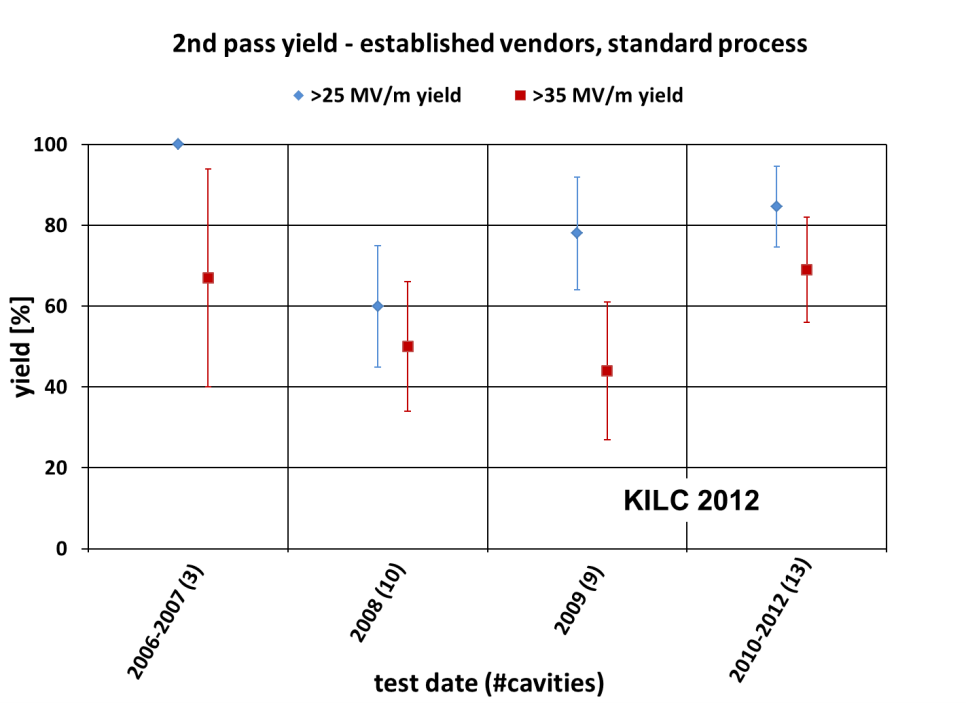 2nd pass yield - established vendors, standard process
>25 MV/m yield >35 MV/m yield
100
80
60
40
20
0
yield [%]
KILC 2012
2006-2007 (3)
2008 (10)
2009 (9)
2010-2012 (13)
test date (#cavities)